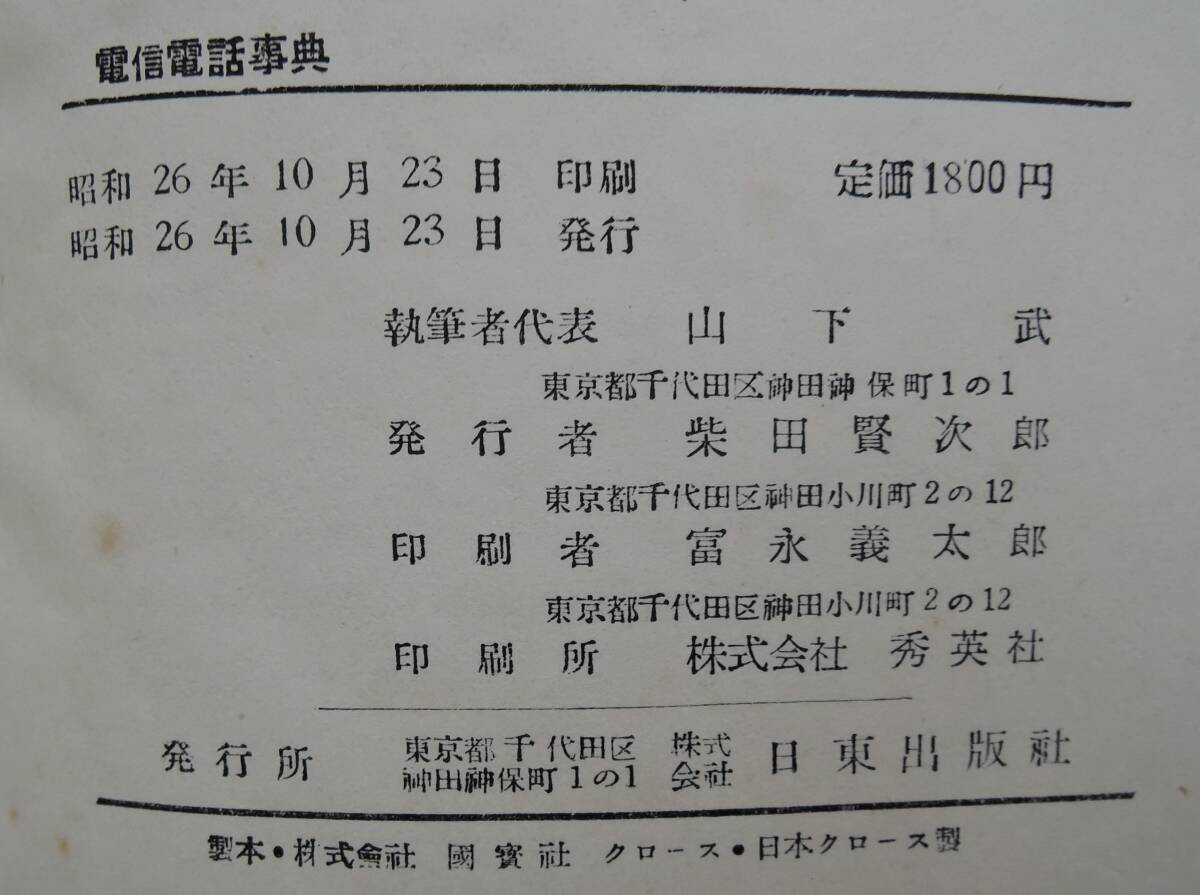 電信電話事典
昭和 26 年 10 月 23 日 印刷 定価1800円
昭和 26 年 10 月 23 日 発行
執筆者代表 山下武
東京都千代田区神田神保町1の1
発行者 柴田賢次郎
東京都千代田区神田小川町2の12
印刷者 富永義太郎
東京都千代田区神田小川町2の12
印刷所 株式会社 秀英社
発行所 東京都千代田区神田神保町1の1 株式会社 日東出版社
製本・株式會社 國寳社 クロース・日本クロース製